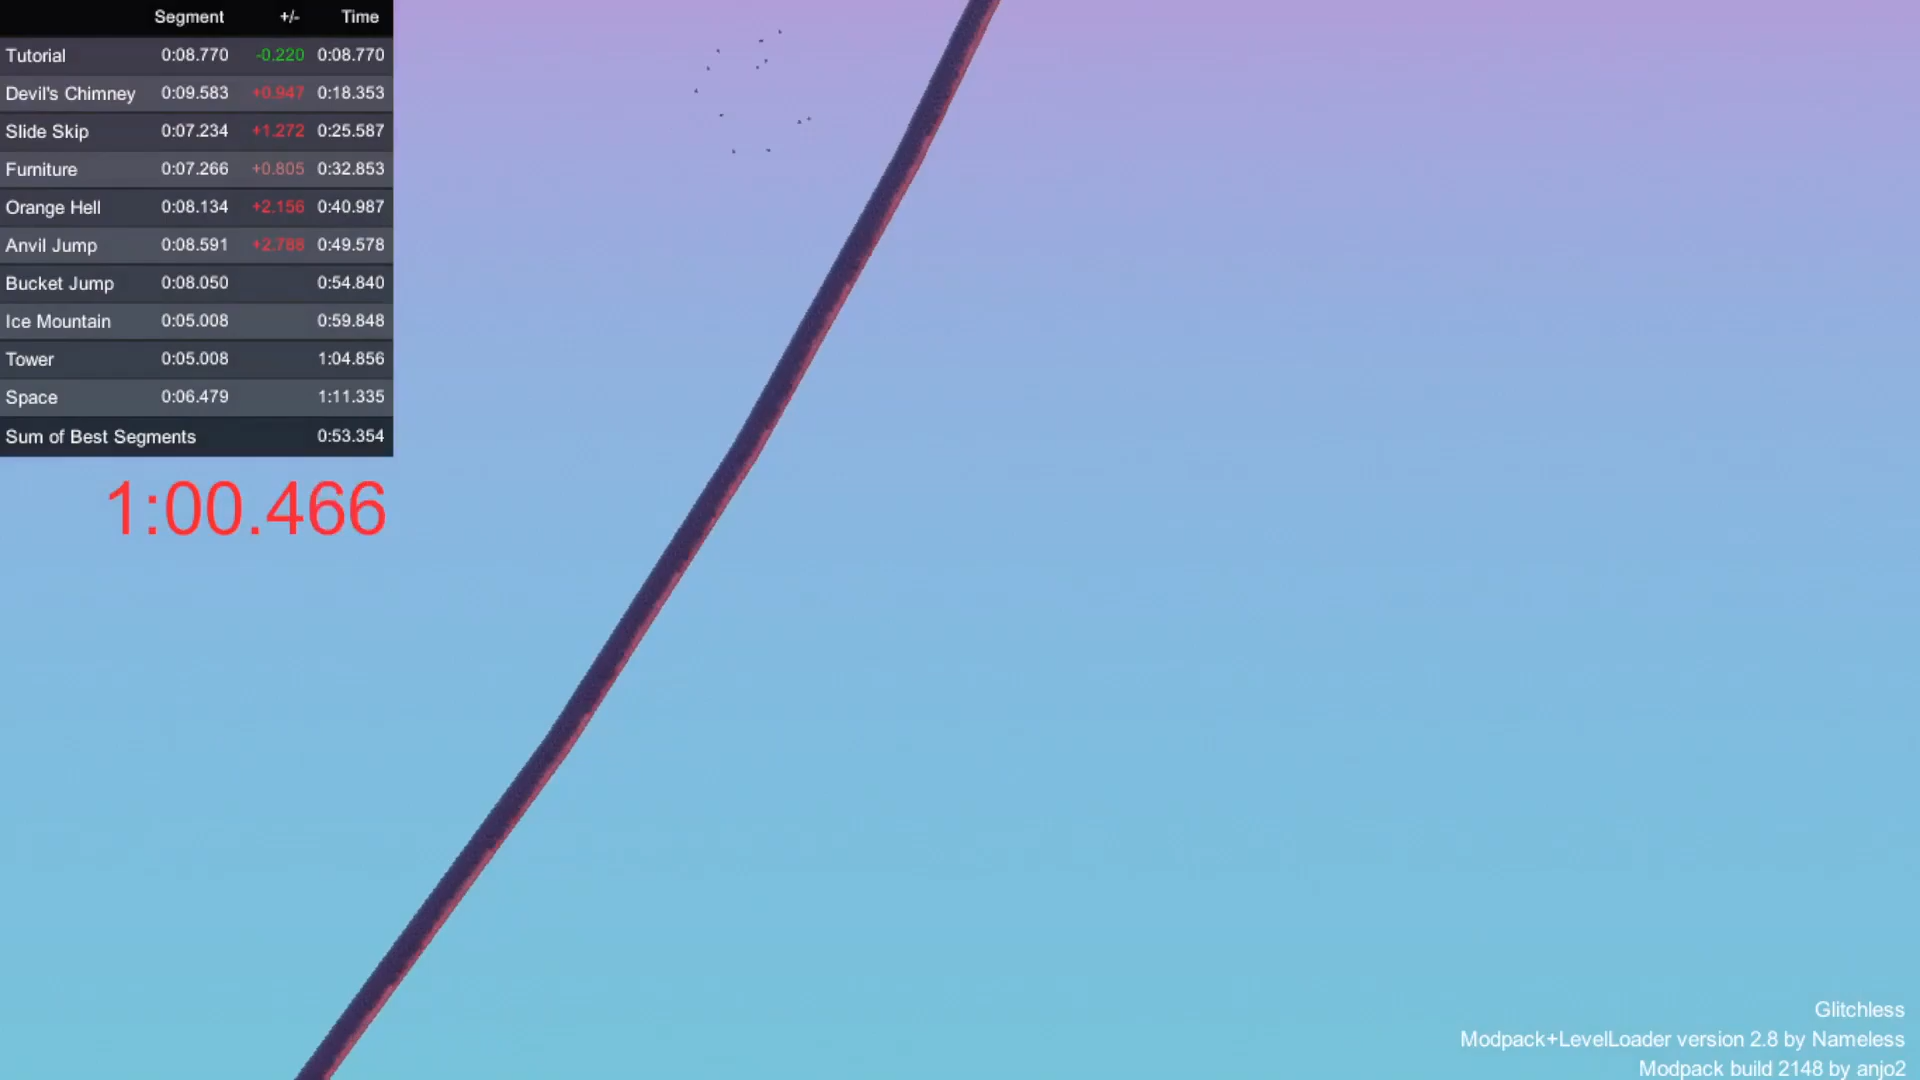 Segment +/- Time
Tutorial 0:08.770 -0.220 0:08.770
Devil's Chimney 0:09.583 +0.947 0:18.353
Slide Skip 0:07.234 +1.272 0:25.587
Furniture 0:07.266 +0.805 0:32.853
Orange Hell 0:08.134 +2.156 0:40.987
Anvil Jump 0:08.591 +2.788 0:49.578
Bucket Jump 0:08.050 0:54.840
Ice Mountain 0:05.008 0:59.848
Tower 0:05.008 1:04.856
Space 0:06.479 1:11.335
Sum of Best Segments 0:53.354
1:00.466
Glitchless
Modpack+LevelLoader version 2.8 by Nameless
Modpack build 2148 by anjo2